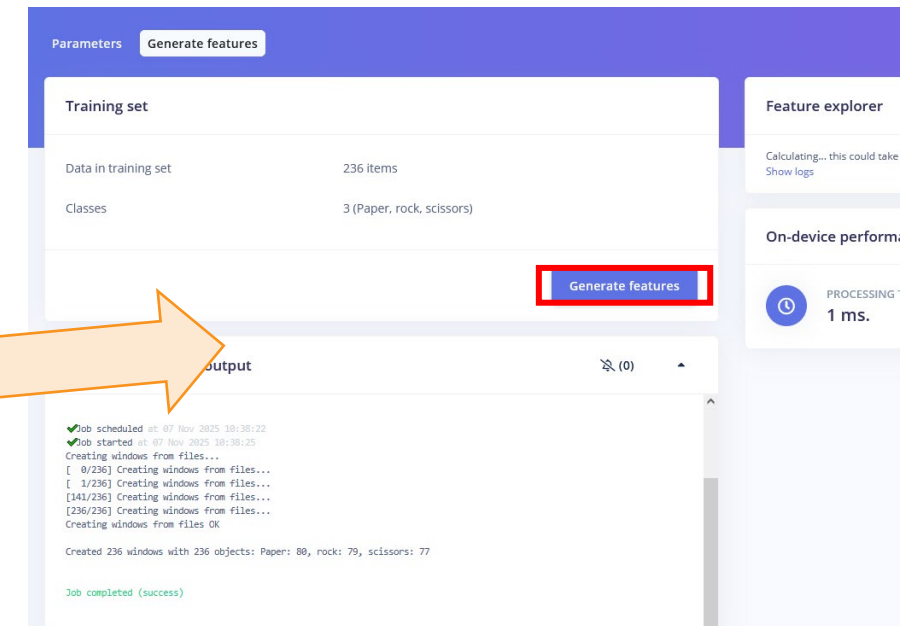 Parameters
Generate features
Training set
Data in training set 236 items
Classes 3 (Paper, rock, scissors)
Generate features
output
(0)
Job scheduled at 07 Nov 2025 10:38:22
Job started at 07 Nov 2025 10:38:25
Creating windows from files...
[  0/236] Creating windows from files...
[  1/236] Creating windows from files...
[141/236] Creating windows from files...
[236/236] Creating windows from files...
Creating windows from files OK
Created 236 windows with 236 objects: Paper: 80, rock: 79, scissors: 77
Job completed (success)
Feature explorer
Calculating... this could take
Show logs
On-device performa
PROCESSING
1 ms.